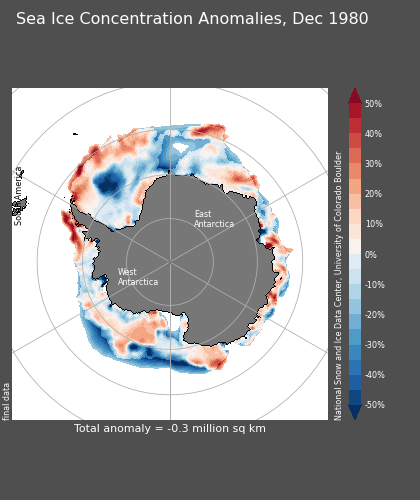 Sea Ice Concentration Anomalies, Dec 1980
South America
East
Antarctica
West
Antarctica
50%
40%
30%
20%
10%
0%
-10%
-20%
-30%
-40%
-50%
National Snow and Ice Data Center, University of Colorado Boulder
final data
Total anomaly = -0.3 million sq km